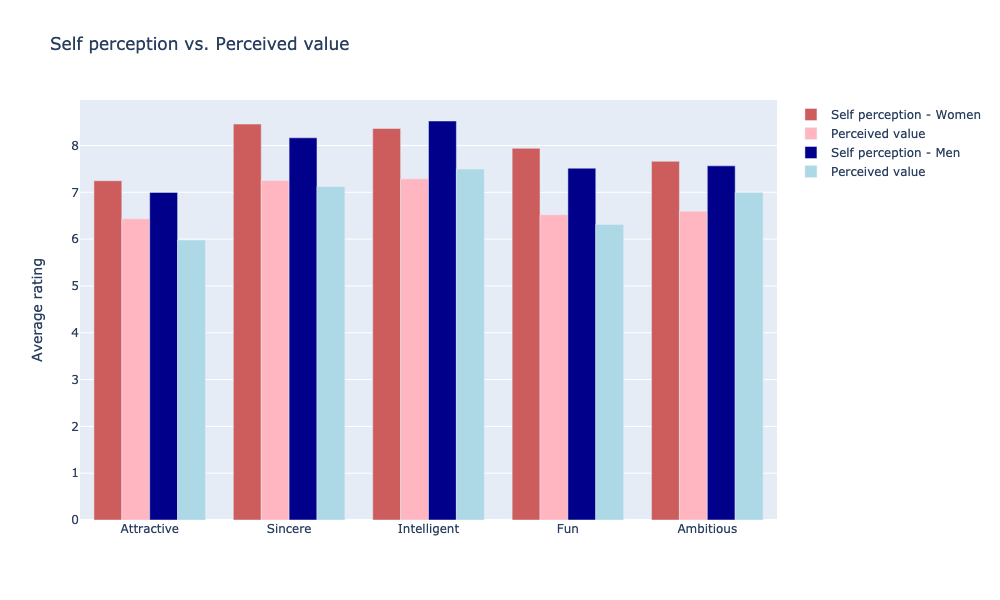 Self perception vs. Perceived value
Self perception - Women
Perceived value
Self perception - Men
Perceived value
Average rating
8
7
6
5
4
3
2
1
0
Attractive
Sincere
Intelligent
Fun
Ambitious